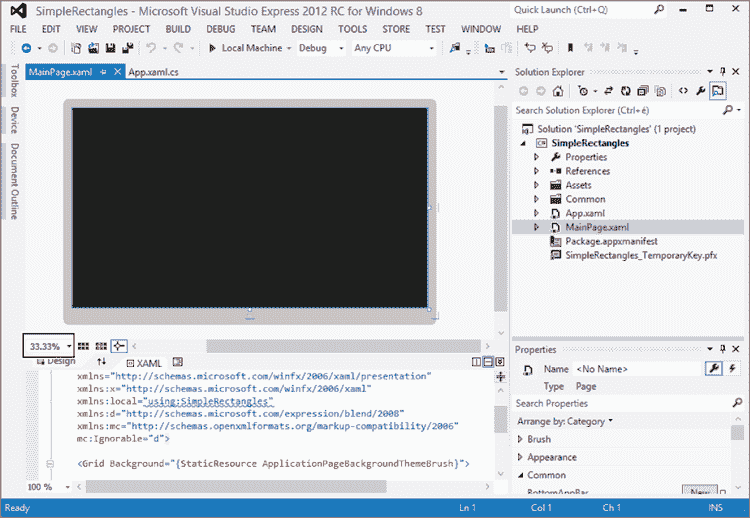 SimpleRectangles - Microsoft Visual Studio Express 2012 RC for Windows 8
Quick Launch (Ctrl+Q)
FILE EDIT VIEW PROJECT BUILD DEBUG TEAM DESIGN TOOLS STORE TEST WINDOW HELP
Local Machine Debug Any CPU
Toolbox
Device
Document Outline
MainPage.xaml
App.xaml.cs
33.33%
Design
XAML
xmlns="http://schemas.microsoft.com/winfx/2006/xaml/presentation"
xmlns:x="http://schemas.microsoft.com/winfx/2006/xaml"
xmlns:local="using:SimpleRectangles"
xmlns:d="http://schemas.microsoft.com/expression/blend/2008"
xmlns:mc="http://schemas.openxmlformats.org/markup-compatibility/2006"
mc:Ignorable="d">
<Grid Background="{StaticResource ApplicationPageBackgroundThemeBrush}">
100 %
Solution Explorer
Search Solution Explorer (Ctrl+è)
Solution 'SimpleRectangles' (1 project)
SimpleRectangles
Properties
References
Assets
Common
App.xaml
MainPage.xaml
Package.appxmanifest
SimpleRectangles_TemporaryKey.pfx
Properties
Name <No Name>
Type Page
Search Properties
Arrange by: Category
Brush
Appearance
Common
BottomAppBar New
Ready Ln 1 Col 1 Ch 1 INS